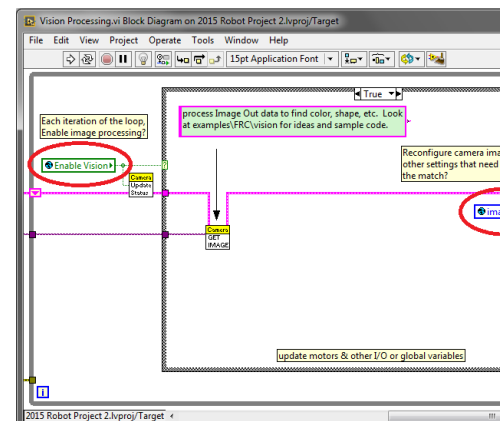 Vision Processing.vi Block Diagram on 2015 Robot Project 2.lvproj/Target
File Edit View Project Operate Tools Window Help
15pt Application Font
True
process Image Out data to find color, shape, etc. Look
at examples\FRC\vision for ideas and sample code.
Each iteration of the loop,
Enable image processing?
Reconfigure camera ima
other settings that need
the match?
Enable Vision
Camera
Update
Status
ima
Camera
GET
IMAGE
update motors & other I/O or global variables
i
2015 Robot Project 2.lvproj/Target